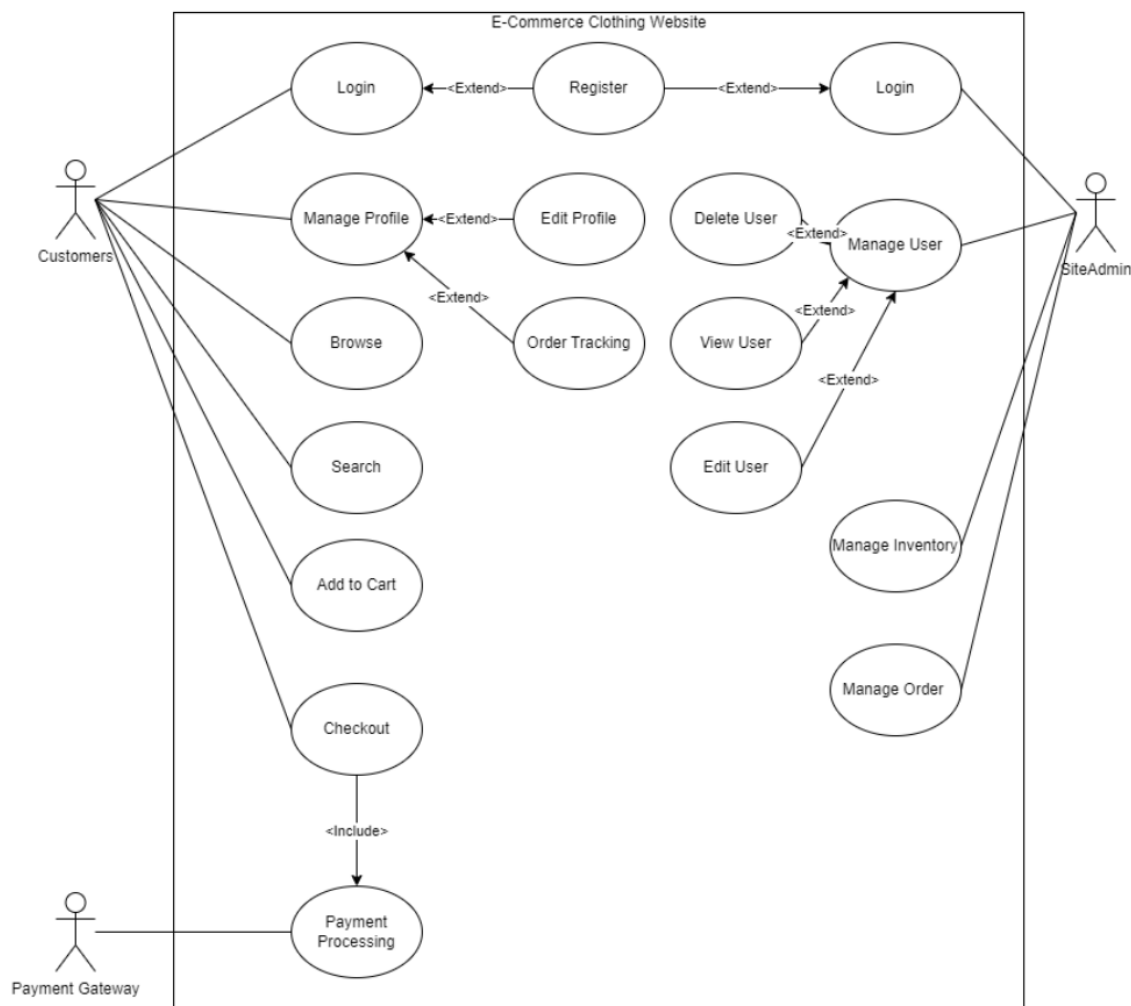 E-Commerce Clothing Website
Login
<Extend>
Register
<Extend>
Login
Customers
Manage Profile
<Extend>
Edit Profile
Delete User
<Extend>
Manage User
SiteAdmin
<Extend>
<Extend>
Browse
Order Tracking
View User
<Extend>
Search
Edit User
Manage Inventory
Add to Cart
Manage Order
Checkout
<Include>
Payment
Processing
Payment Gateway